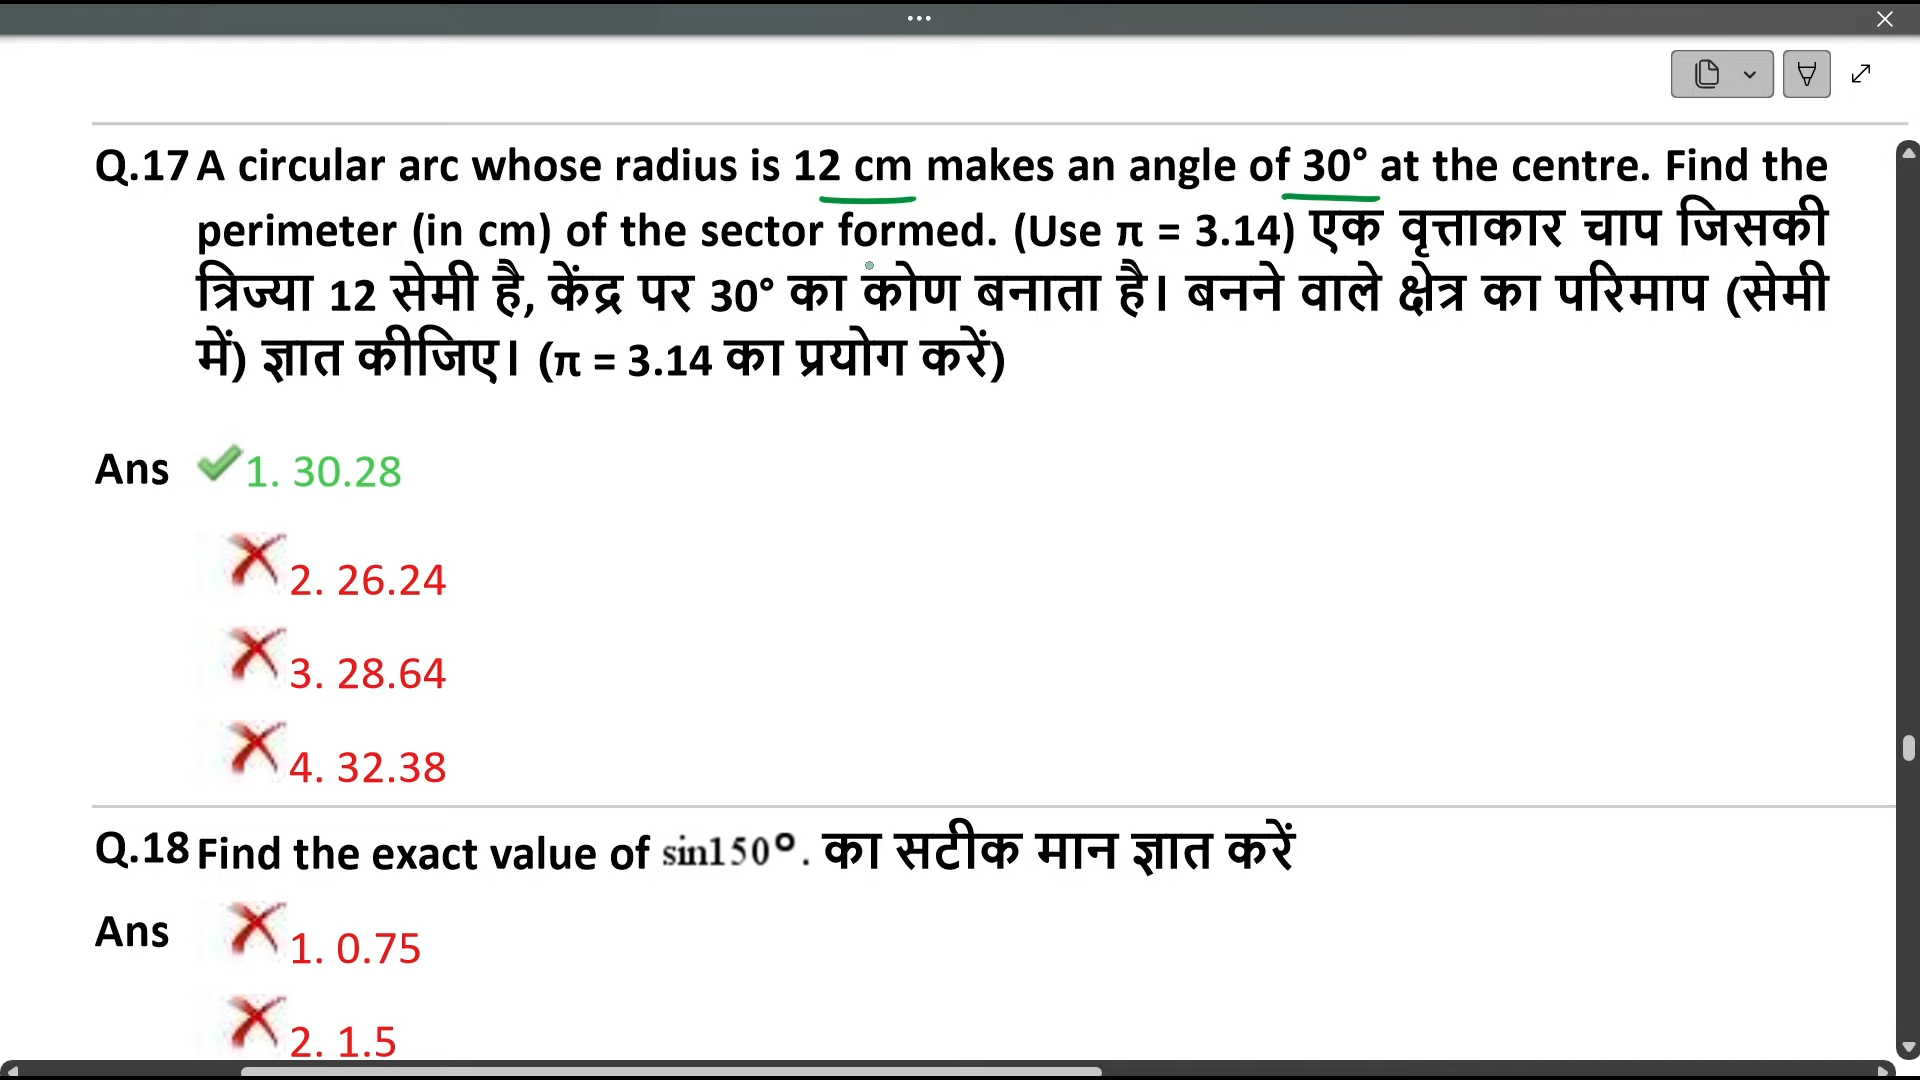 Q.17 A circular arc whose radius is 12 cm makes an angle of 30° at the centre. Find the
perimeter (in cm) of the sector formed. (Use π = 3.14) एक वृत्ताकार चाप जिसकी
त्रिज्या 12 सेमी है, केंद्र पर 30° का कोण बनाता है। बनने वाले क्षेत्र का परिमाप (सेमी
में) ज्ञात कीजिए। (π = 3.14 का प्रयोग करें)
Ans 1. 30.28
2. 26.24
3. 28.64
4. 32.38
Q.18 Find the exact value of sin150°. का सटीक मान ज्ञात करें
Ans 1. 0.75
2. 1.5